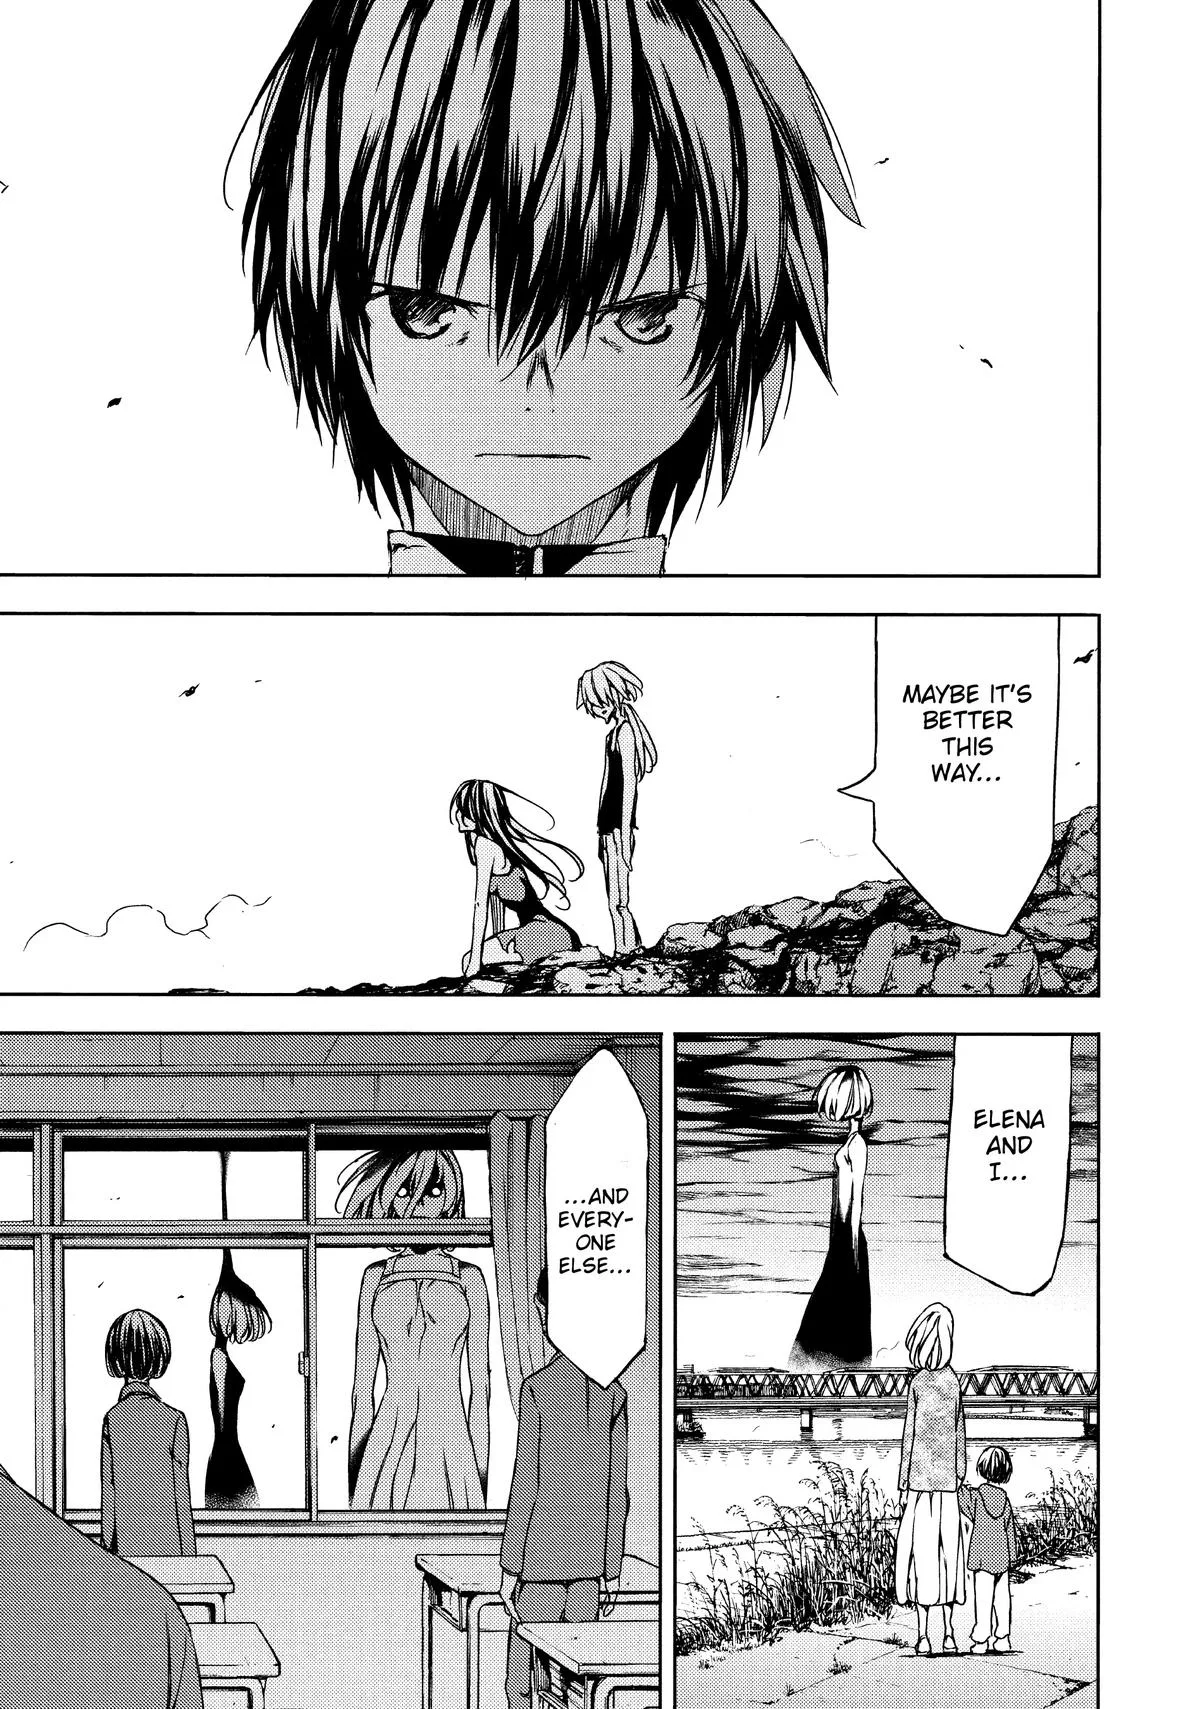 MAYBE IT'S
BETTER
THIS
WAY...
ELENA
AND
I...
...AND
EVERY-
ONE
ELSE...